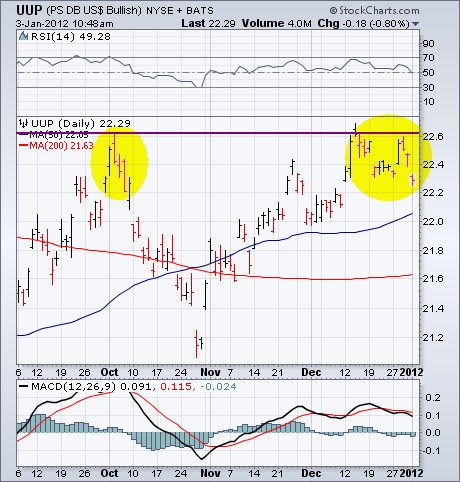 UUP (PS DB US$ Bullish) NYSE + BATS © StockCharts.com
3-Jan-2012 10:48am Last 22.29 Volume 4.0M Chg -0.18 (-0.80%)
RSI(14) 49.28
90
70
50
30
10
UUP (Daily) 22.29
MA(50) 22.05
MA(200) 21.63
22.6
22.4
22.2
22.0
21.8
21.6
21.4
21.2
6 12 19 26 Oct 10 17 24 Nov 7 14 21 Dec 12 19 27 2012
MACD(12,26,9) 0.091, 0.115, -0.024
0.2
0.1
0.0
-0.1
6 12 19 26 Oct 10 17 24 Nov 7 14 21 Dec 12 19 27 2012